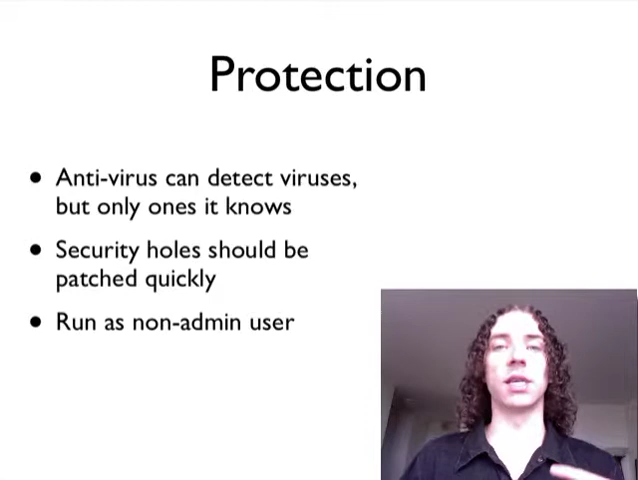 Protection
• Anti-virus can detect viruses,
but only ones it knows
• Security holes should be
patched quickly
• Run as non-admin user